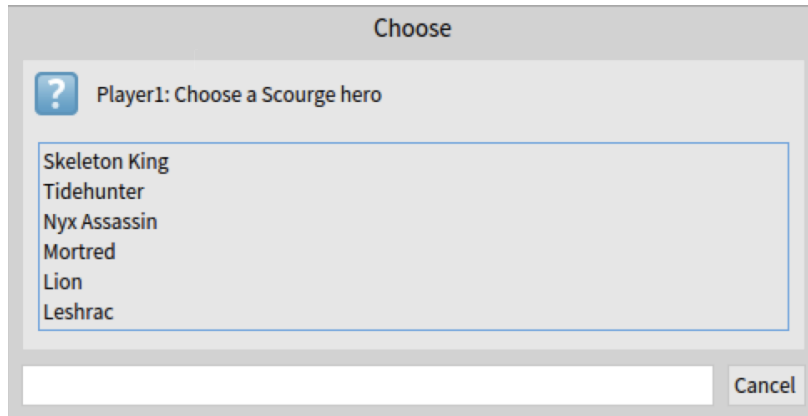 Choose
?
Player1: Choose a Scourge hero
Skeleton King
Tidehunter
Nyx Assassin
Mortred
Lion
Leshrac
Cancel